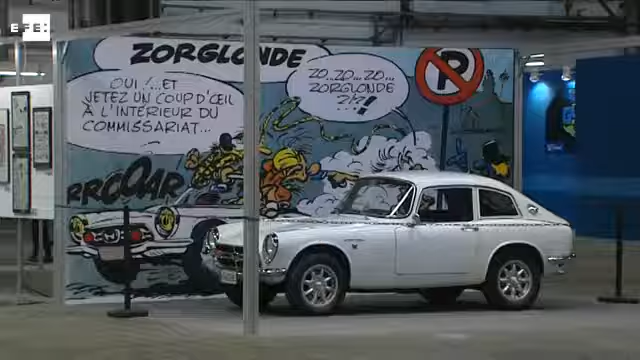 EFE:
ZORGLONDE
OUI !...ET
JETEZ UN COUP D'ŒIL
À L'INTÉRIEUR DU
COMMISSARIAT...
ZO..ZO...ZO...
ZORGLONDE
?!?!
P
RROOAR